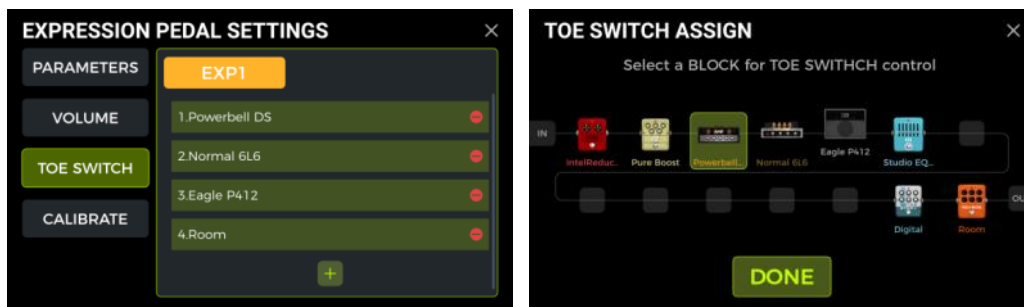 EXPRESSION PEDAL SETTINGS
PARAMETERS
VOLUME
TOE SWITCH
CALIBRATE
EXP1
1.Powerbell DS
2.Normal 6L6
3.Eagle P412
4.Room
TOE SWITCH ASSIGN
Select a BLOCK for TOE SWITHCH control
IN
IntelReduc..
Pure Boost
Powerbell..
Normal 6L6
Eagle P412
Studio EQ..
Digital
Room
OU
DONE